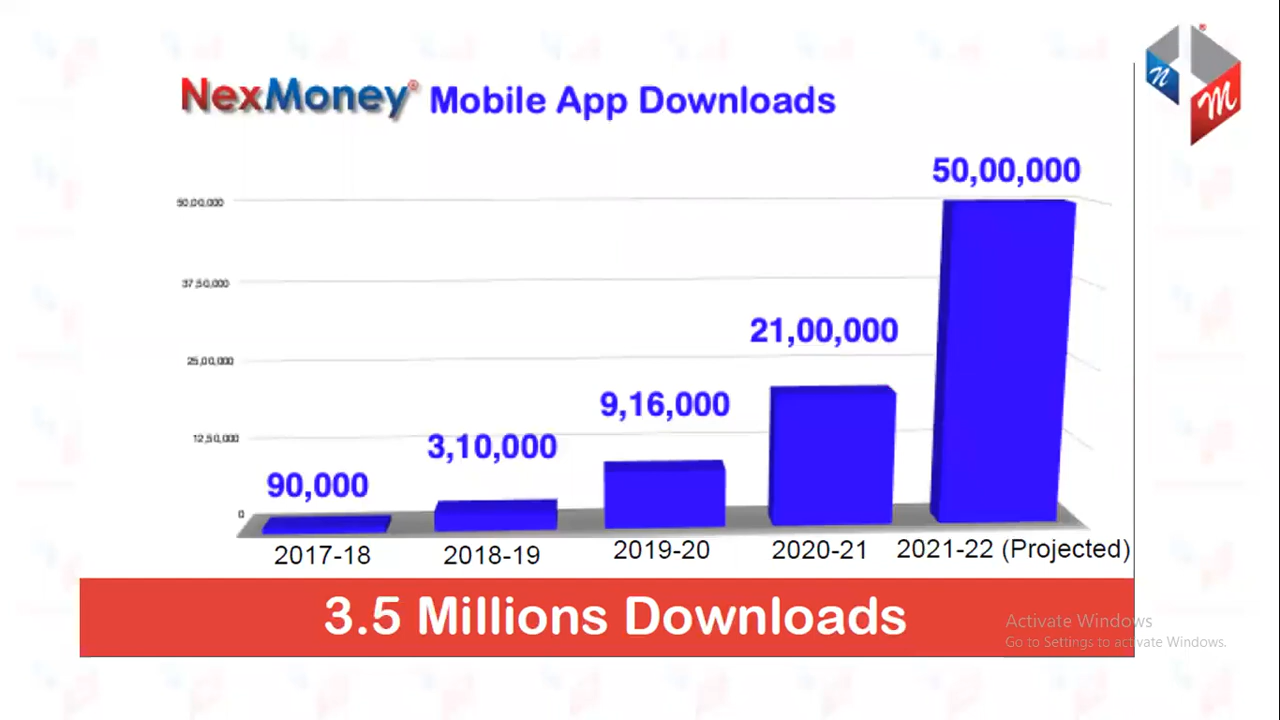 n
M
NexMoney® Mobile App Downloads
50,00,000
50,00,000
37,50,000
21,00,000
25,00,000
9,16,000
12,50,000
3,10,000
90,000
0
2017-18 2018-19 2019-20 2020-21 2021-22 (Projected)
3.5 Millions Downloads
Activate Windows
Go to Settings to activate Windows.